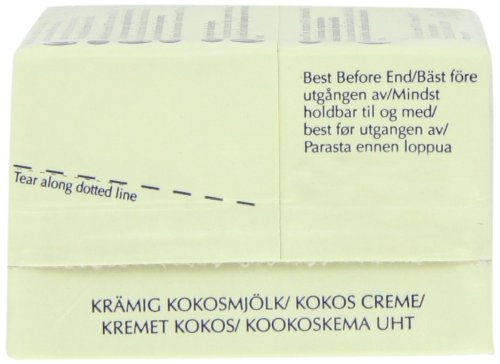 Best Before End/Bäst före
utgången av/Mindst
holdbar til og med/
best før utgangen av/
Parasta ennen loppua
Tear along dotted line
KRÄMIG KOKOSMJÖLK/ KOKOS CREME/
KREMET KOKOS/ KOOKOSKEMA UHT